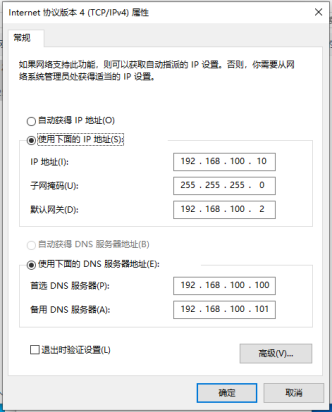 Internet 协议版本 4 (TCP/IPv4) 属性
常规
如果网络支持此功能，则可以获取自动指派的 IP 设置。否则，你需要从网
络系统管理员处获得适当的 IP 设置。
自动获得 IP 地址(O)
使用下面的 IP 地址(S):
IP 地址(I): 192 . 168 . 100 . 10
子网掩码(U): 255 . 255 . 255 . 0
默认网关(D): 192 . 168 . 100 . 2
自动获得 DNS 服务器地址(B)
使用下面的 DNS 服务器地址(E):
首选 DNS 服务器(P): 192 . 168 . 100 . 100
备用 DNS 服务器(A): 192 . 168 . 100 . 101
退出时验证设置(L)
高级(V)...
确定 取消